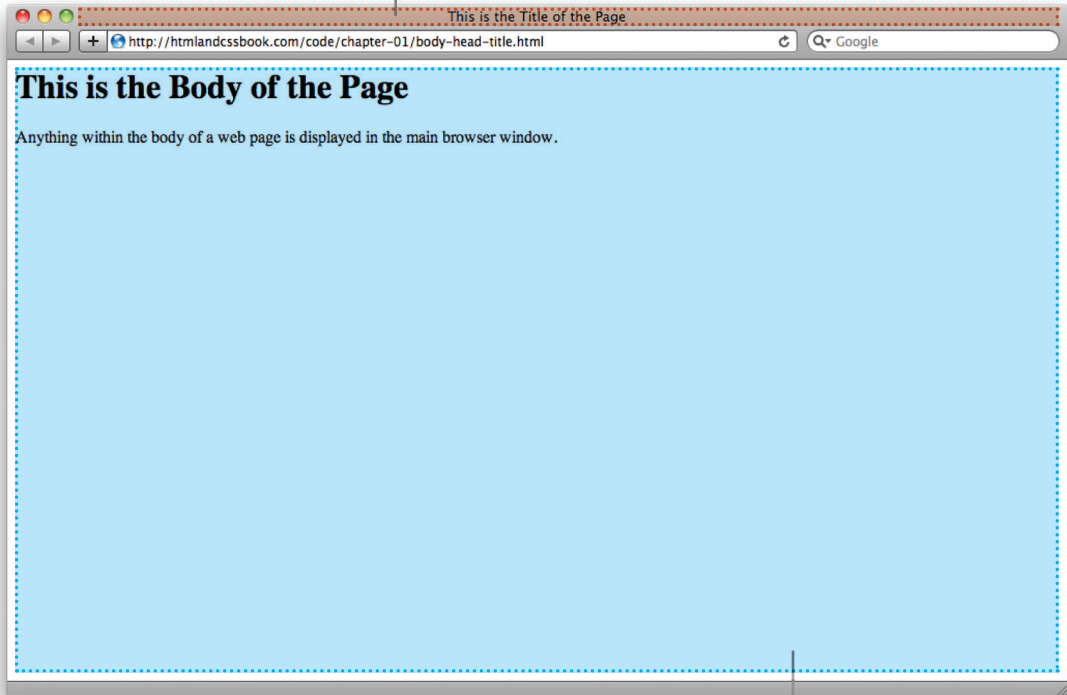 This is the Title of the Page
http://htmlandcssbook.com/code/chapter-01/body-head-title.html
Google
This is the Body of the Page
Anything within the body of a web page is displayed in the main browser window.